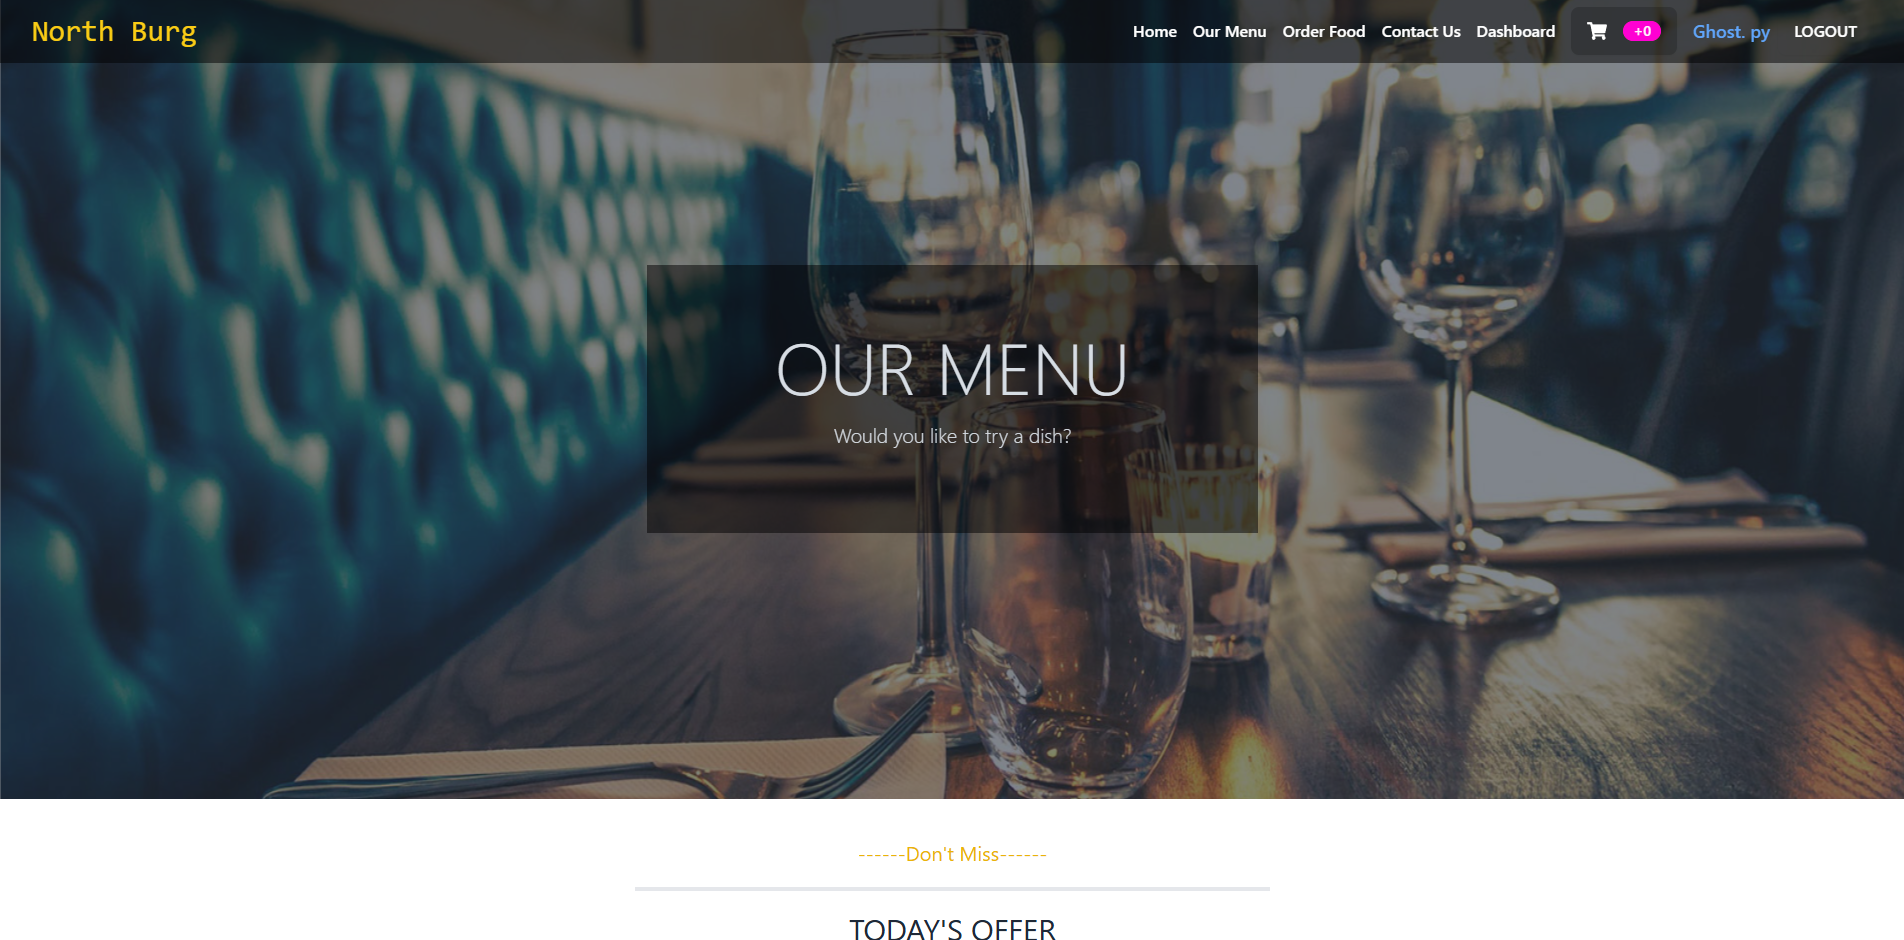 North Burg
Home Our Menu Order Food Contact Us Dashboard +0 Ghost. py LOGOUT
OUR MENU
Would you like to try a dish?
------Don't Miss------
TODAY'S OFFER